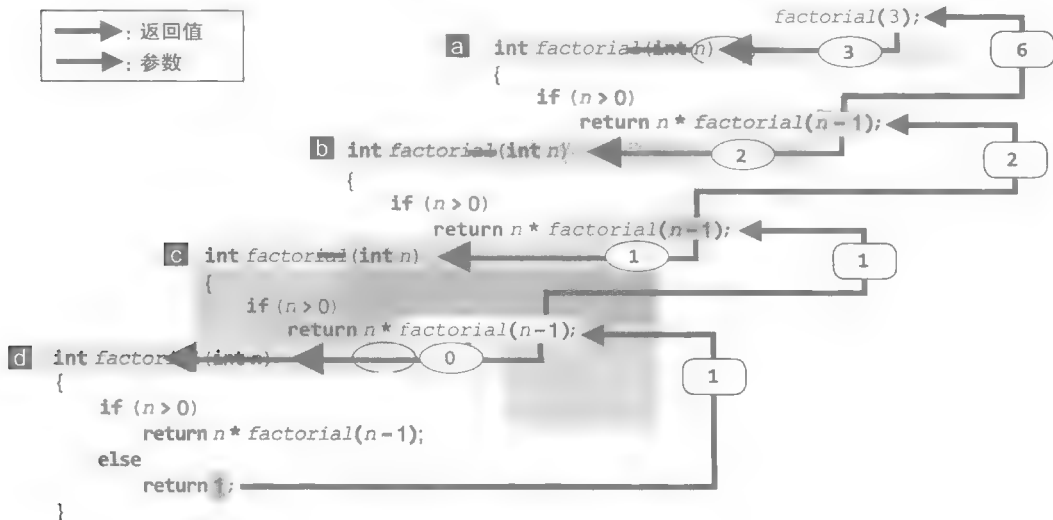 : 返回值
: 参数
factorial(3);
a int factorial(int n)
3
6
{
if (n > 0)
return n * factorial(n-1);
b int factorial(int n)
2
2
{
if (n > 0)
return n * factorial(n-1);
c int factorial(int n)
1
1
{
if (n > 0)
return n * factorial(n-1);
d int factorial(int n)
0
1
{
if (n > 0)
return n * factorial(n-1);
else
return 1;
}